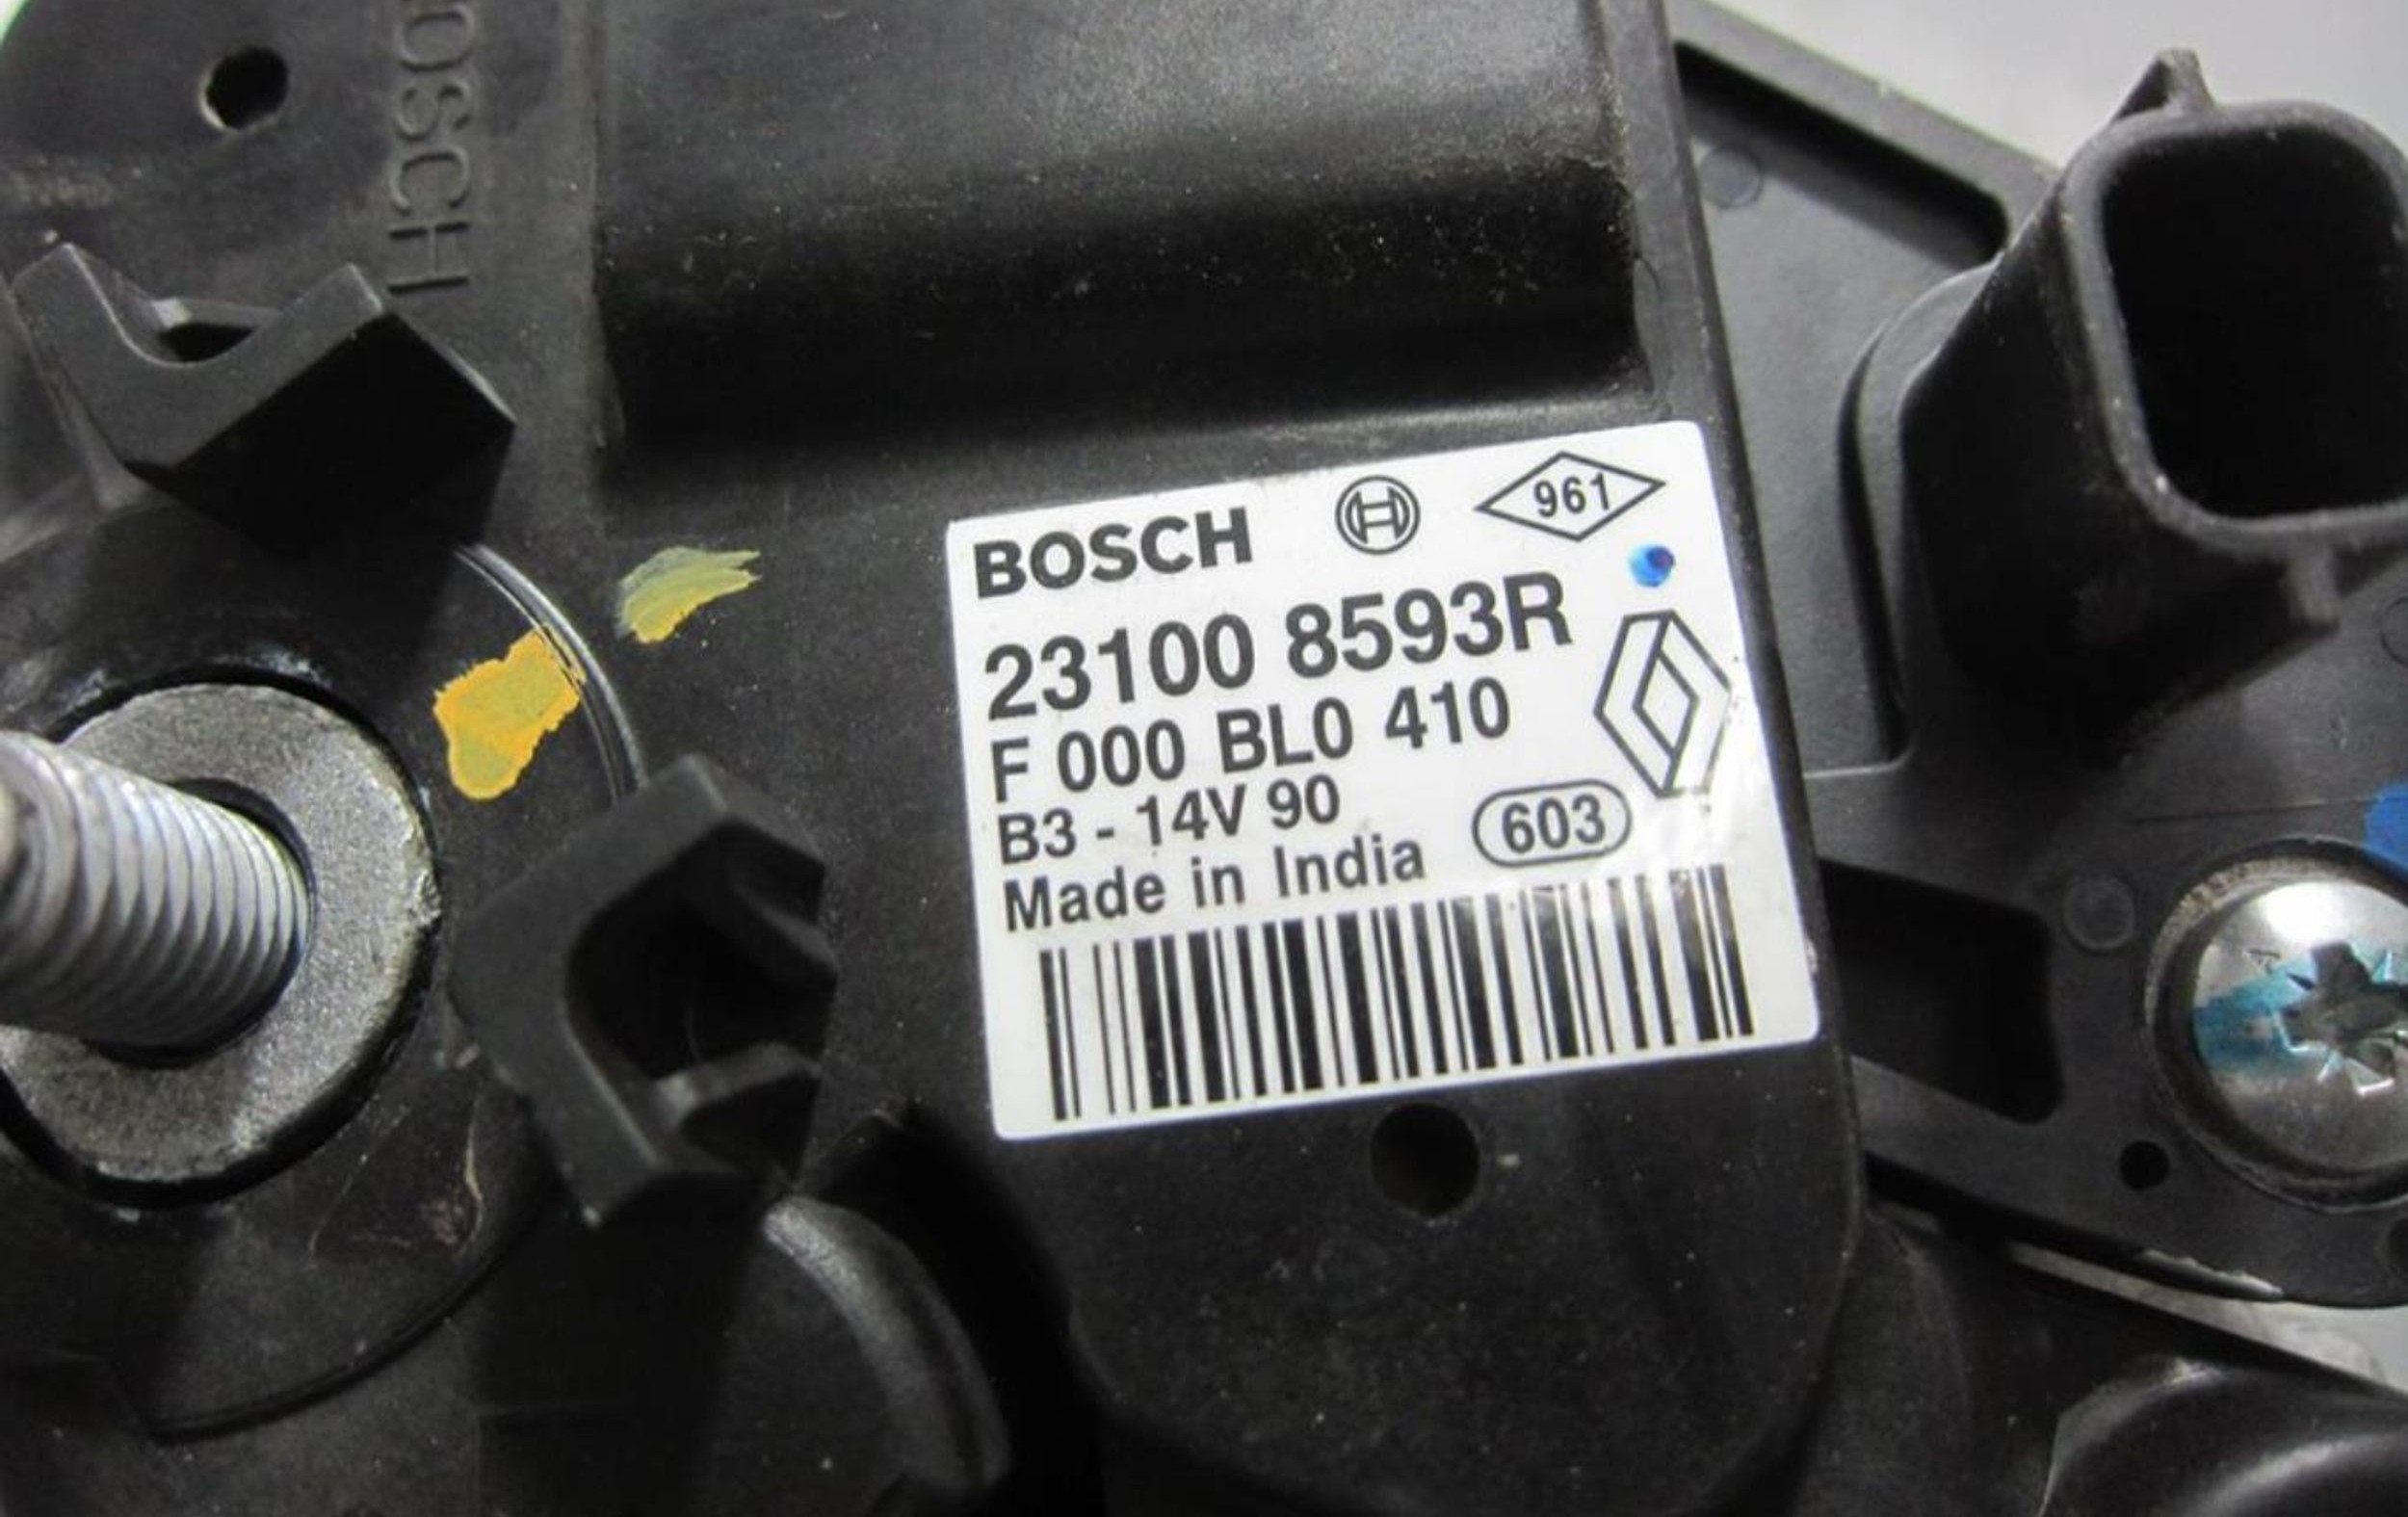 BOSCH
BOSCH 961
23100 8593R
F 000 BL0 410
B3 - 14V 90
603
Made in India